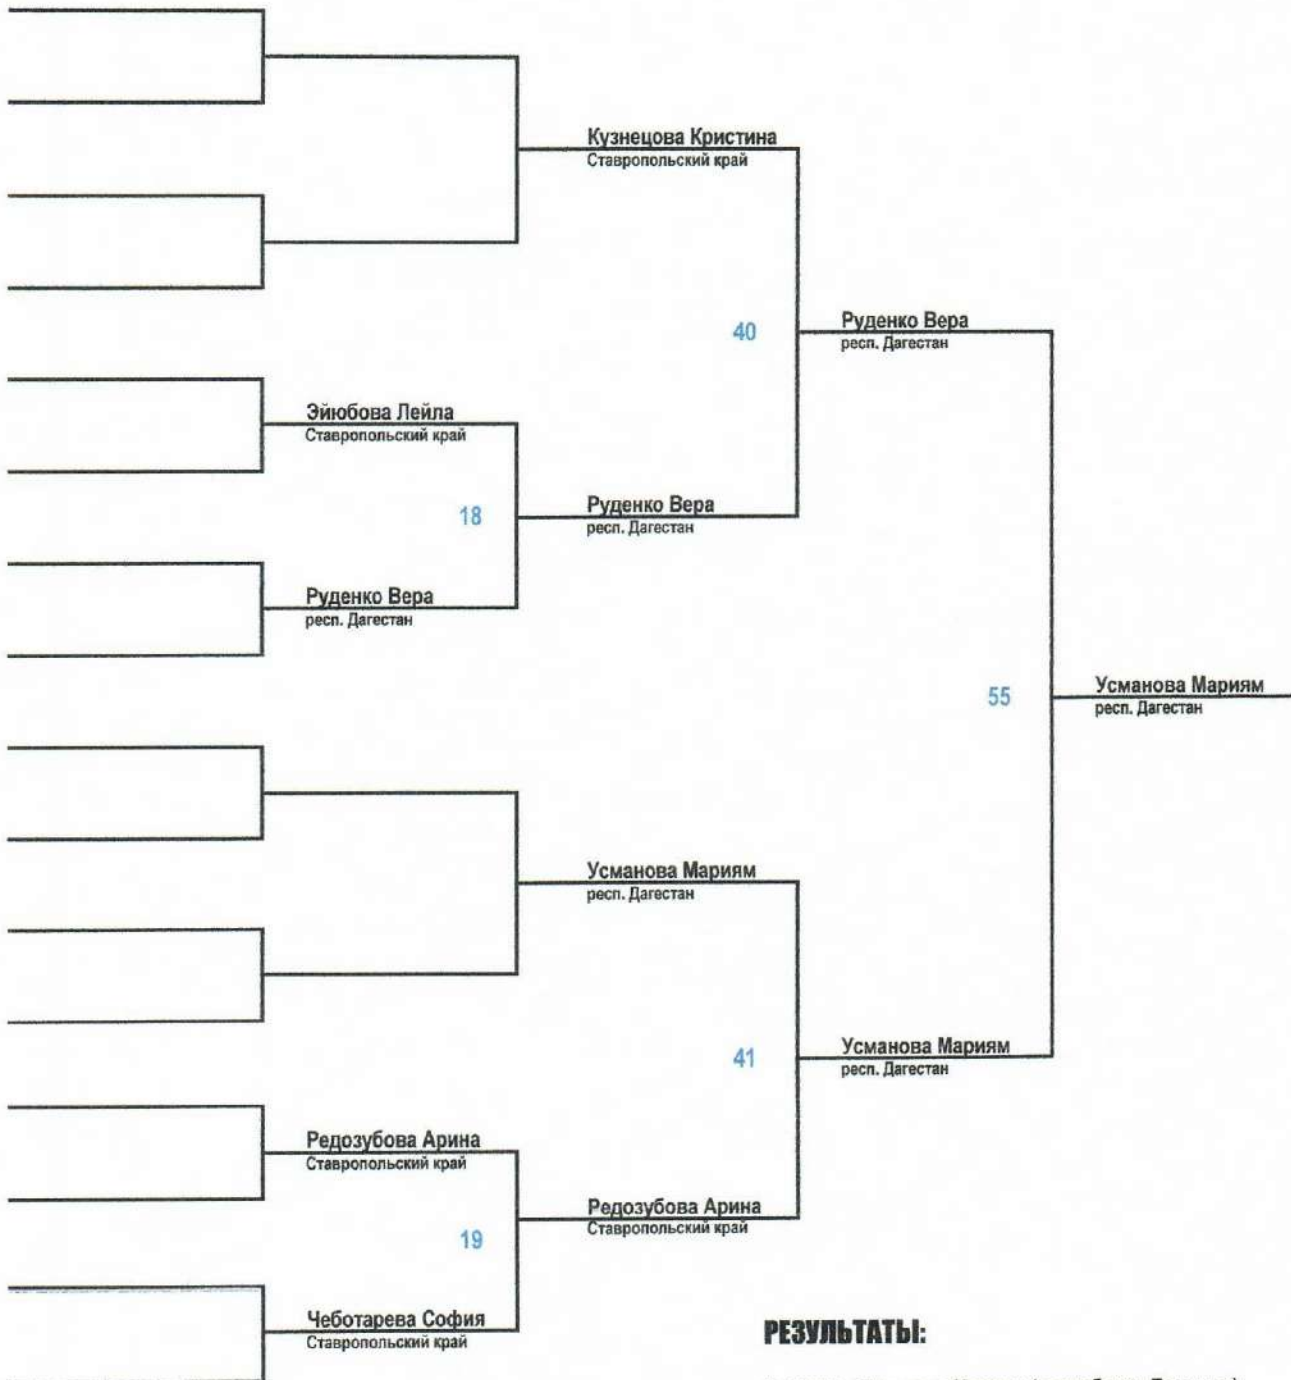 Кузнецова Кристина
Ставропольский край
40
Руденко Вера
респ. Дагестан
Эйюбова Лейла
Ставропольский край
18
Руденко Вера
респ. Дагестан
Руденко Вера
респ. Дагестан
55
Усманова Мариям
респ. Дагестан
Усманова Мариям
респ. Дагестан
41
Усманова Мариям
респ. Дагестан
Редозубова Арина
Ставропольский край
19
Редозубова Арина
Ставропольский край
Чеботарева София
Ставропольский край
РЕЗУЛЬТАТЫ: